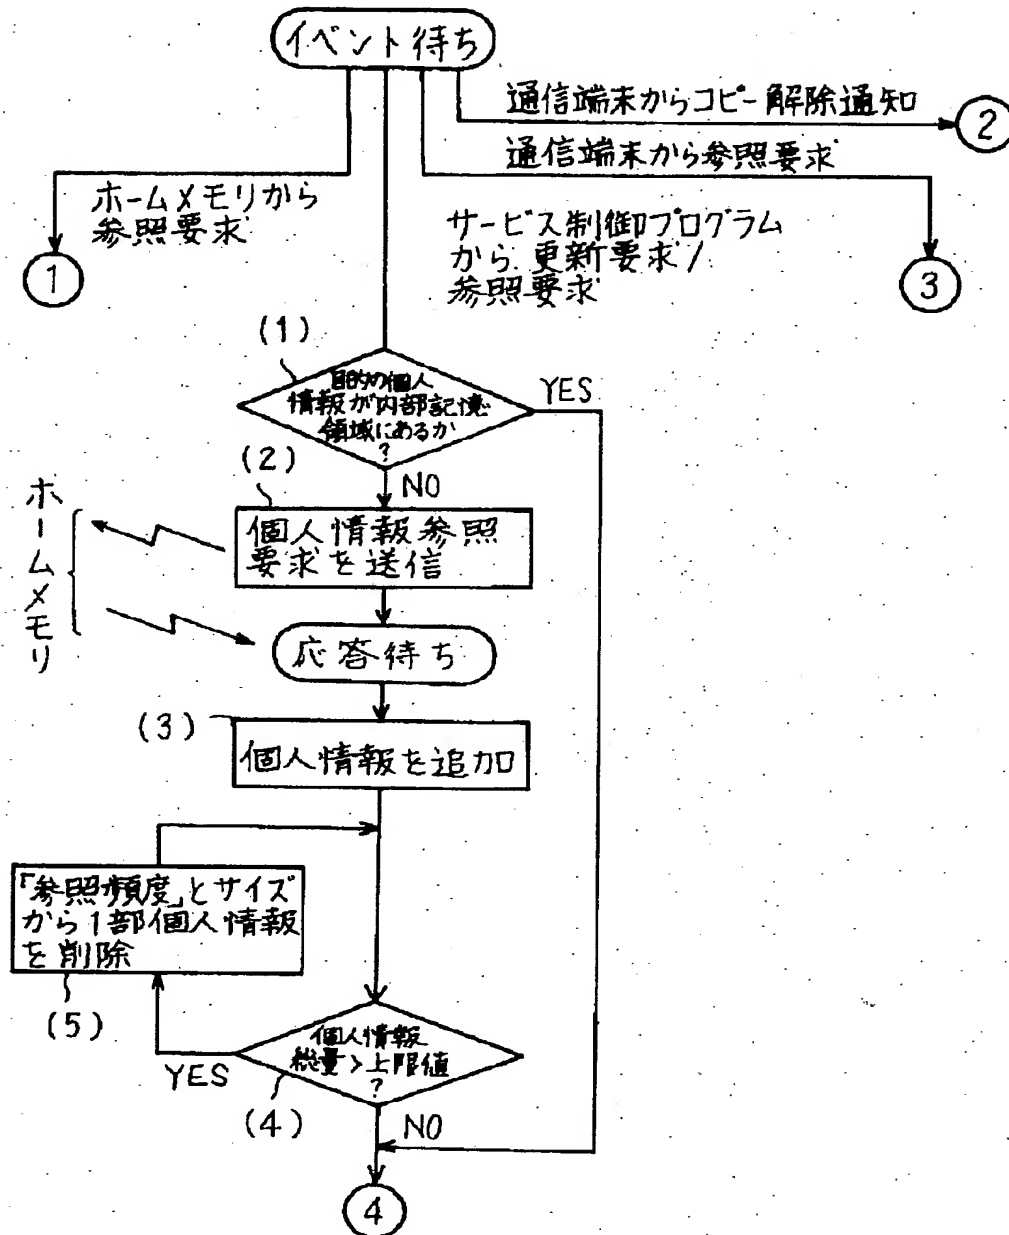 イベント待ち
通信端末からコピー解除通知
2
通信端末から参照要求
ホームメモリから
参照要求
サービス制御プログラム
から更新要求/
参照要求
1
3
(1)
目的の個人
情報が内部記憶
領域にあるか
?
YES
(2)
NO
個人情報参照
要求を送信
ホームメモリ
応答待ち
(3)
個人情報を追加
「参照頻度」とサイズ
から1部個人情報
を削除
(5)
個人情報
総量>上限値
?
YES
(4)
NO
4